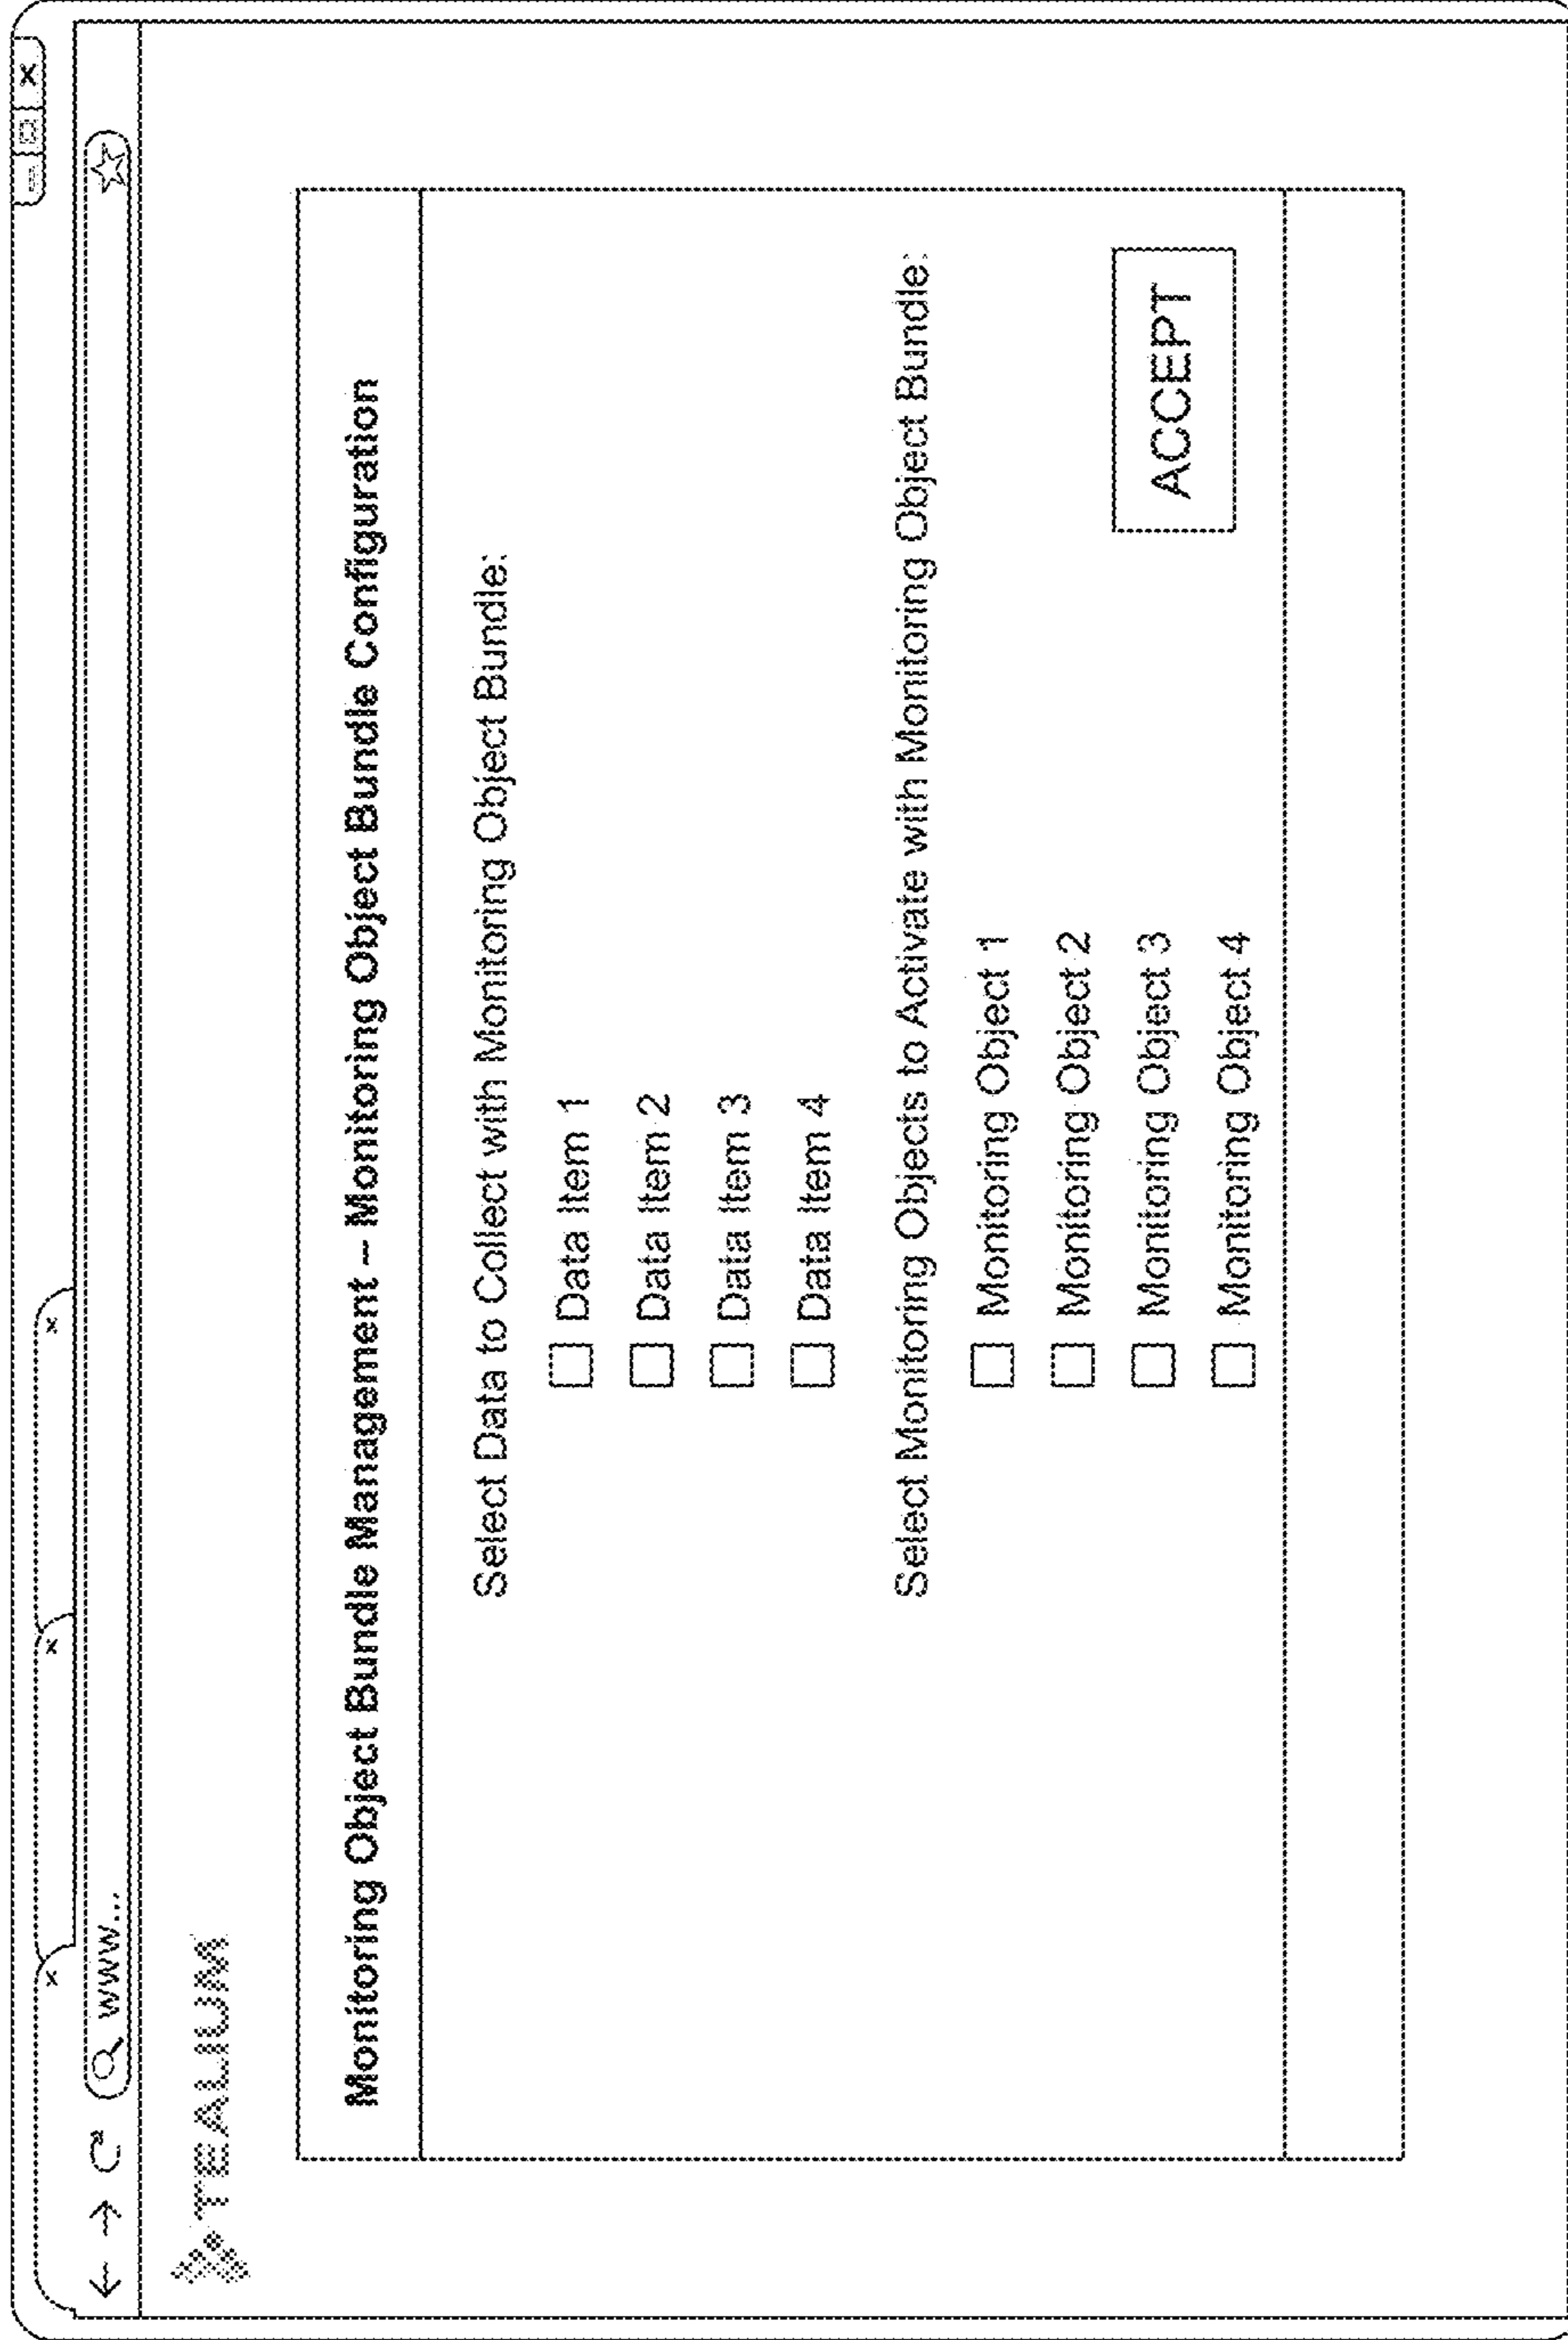 www...
TEALIUM
Monitoring Object Bundle Management – Monitoring Object Bundle Configuration
Select Data to Collect with Monitoring Object Bundle:
Data Item 1
Data Item 2
Data Item 3
Data Item 4
Select Monitoring Objects to Activate with Monitoring Object Bundle:
Monitoring Object 1
Monitoring Object 2
Monitoring Object 3
Monitoring Object 4
ACCEPT